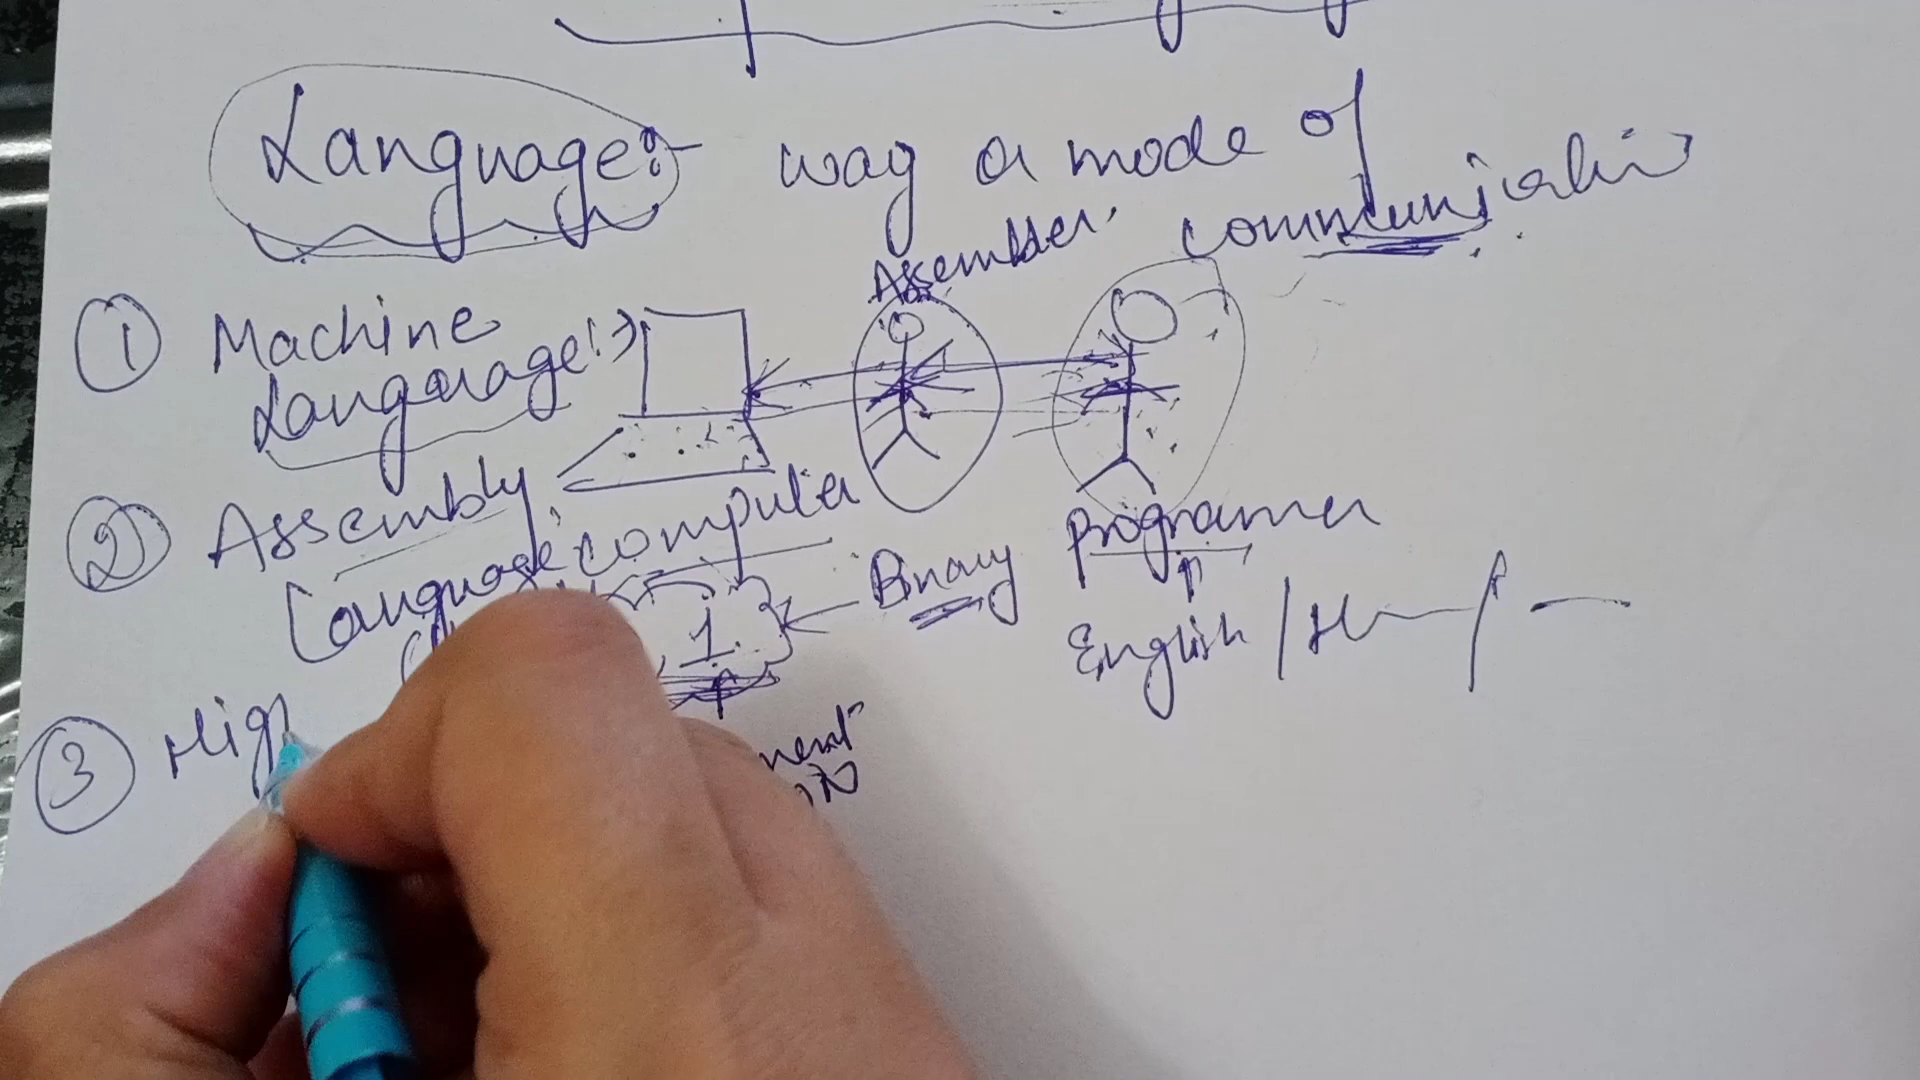 Language:- way or mode of
communication
Assembler
① Machine
Language:→
② Assembly
Language:
computer
Programmer
1
Binary
English /
③ High